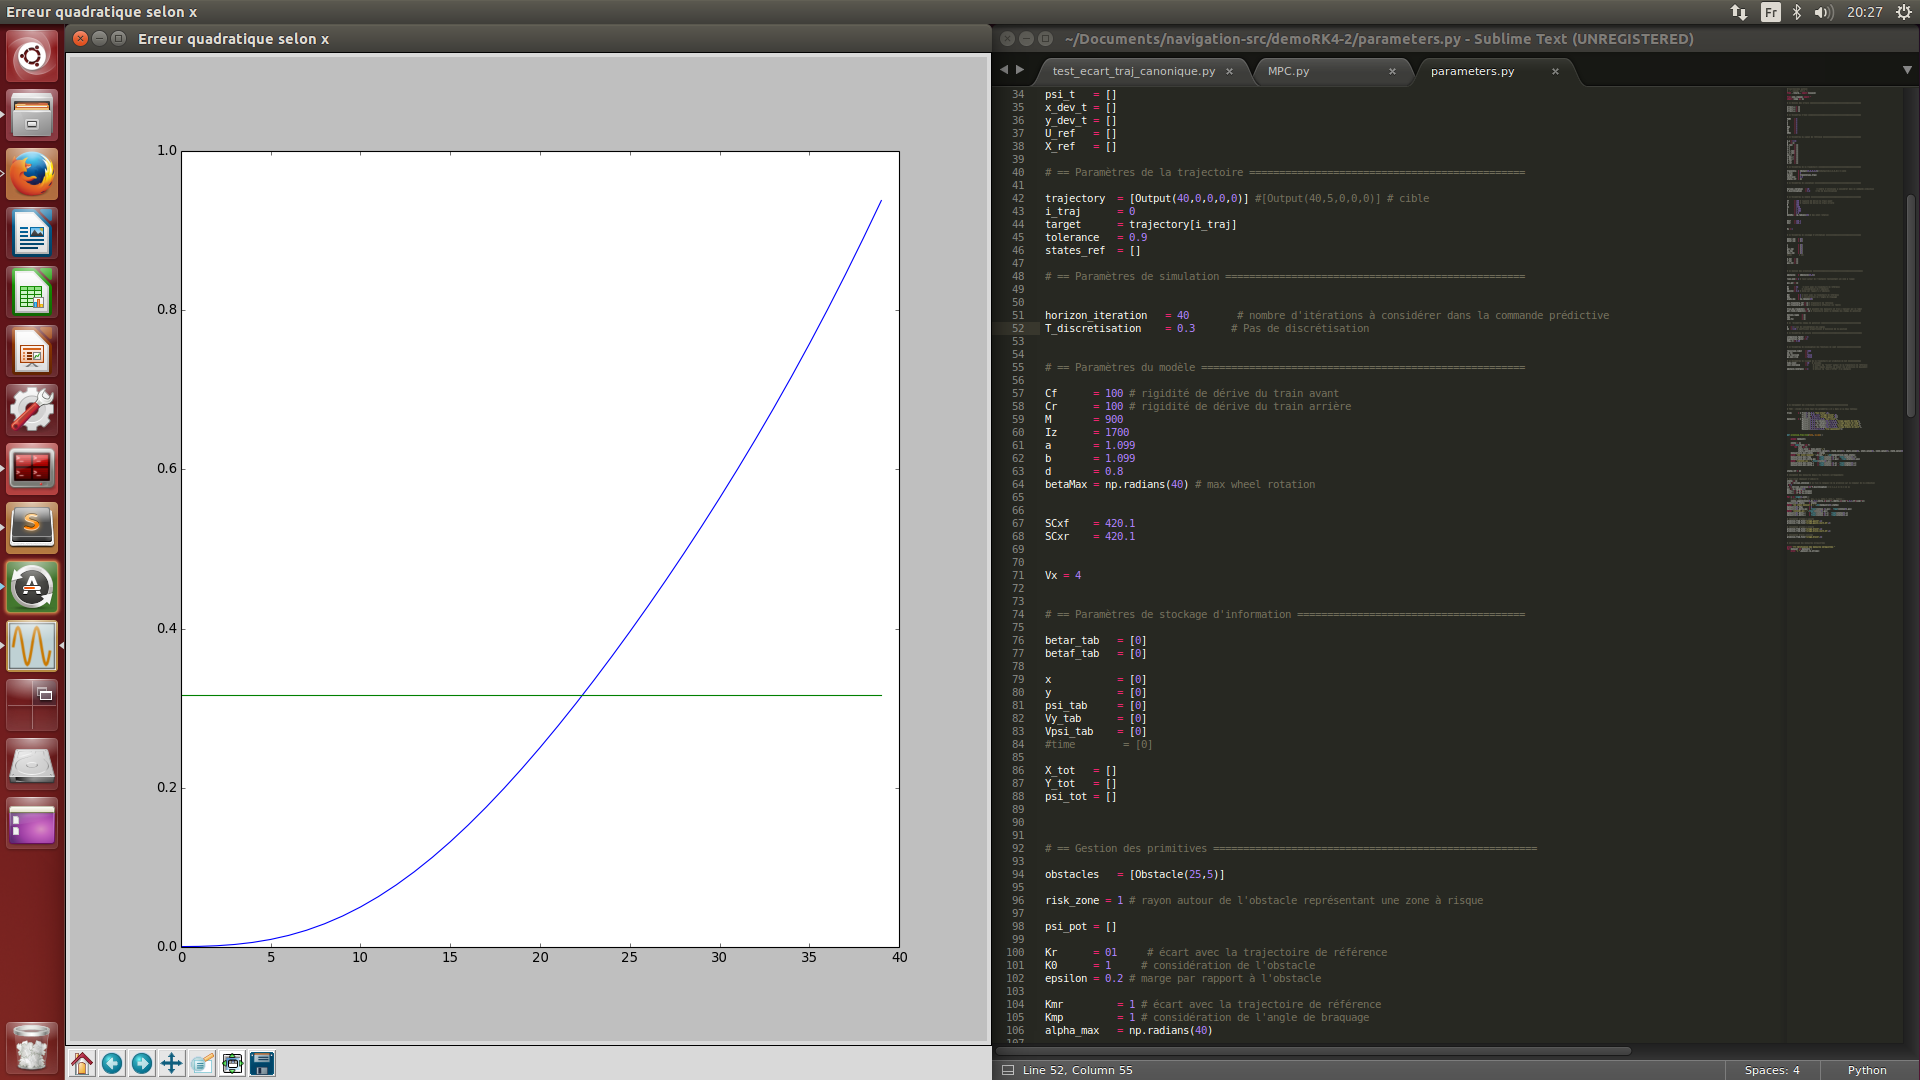 Erreur quadratique selon x
Fr
20:27
Erreur quadratique selon x
1.0
0.8
0.6
0.4
0.2
0.0
0 5 10 15 20 25 30 35 40
~/Documents/navigation-src/demoRK4-2/parameters.py - Sublime Text (UNREGISTERED)
test_ecart_traj_canonique.py × MPC.py × parameters.py ×
34 psi_t = []
35 x_dev_t = []
36 y_dev_t = []
37 U_ref = []
38 X_ref = []
39
40 # == Paramètres de la trajectoire ==============================================
41
42 trajectory = [Output(40,0,0,0,0)] #[Output(40,5,0,0,0)] # cible
43 i_traj = 0
44 target = trajectory[i_traj]
45 tolerance = 0.9
46 states_ref = []
47
48 # == Paramètres de simulation ==================================================
49
50
51 horizon_iteration = 40 # nombre d'itérations à considérer dans la commande prédictive
52 T_discretisation = 0.3 # Pas de discrétisation
53
54
55 # == Paramètres du modèle ======================================================
56
57 Cf = 100 # rigidité de dérive du train avant
58 Cr = 100 # rigidité de dérive du train arrière
59 M = 900
60 Iz = 1700
61 a = 1.099
62 b = 1.099
63 d = 0.8
64 betaMax = np.radians(40) # max wheel rotation
65
66
67 SCxf = 420.1
68 SCxr = 420.1
69
70
71 Vx = 4
72
73
74 # == Paramètres de stockage d'information ======================================
75
76 betar_tab = [0]
77 betaf_tab = [0]
78
79 x = [0]
80 y = [0]
81 psi_tab = [0]
82 Vy_tab = [0]
83 Vpsi_tab = [0]
84 #time = [0]
85
86 X_tot = []
87 Y_tot = []
88 psi_tot = []
89
90
91
92 # == Gestion des primitives ======================================================
93
94 obstacles = [Obstacle(25,5)]
95
96 risk_zone = 1 # rayon autour de l'obstacle représentant une zone à risque
97
98 psi_pot = []
99
100 Kr = 01 # écart avec la trajectoire de référence
101 K0 = 1 # considération de l'obstacle
102 epsilon = 0.2 # marge par rapport à l'obstacle
103
104 Kmr = 1 # écart avec la trajectoire de référence
105 Kmp = 1 # considération de l'angle de braquage
106 alpha_max = np.radians(40)
107
Line 52, Column 55
Spaces: 4
Python